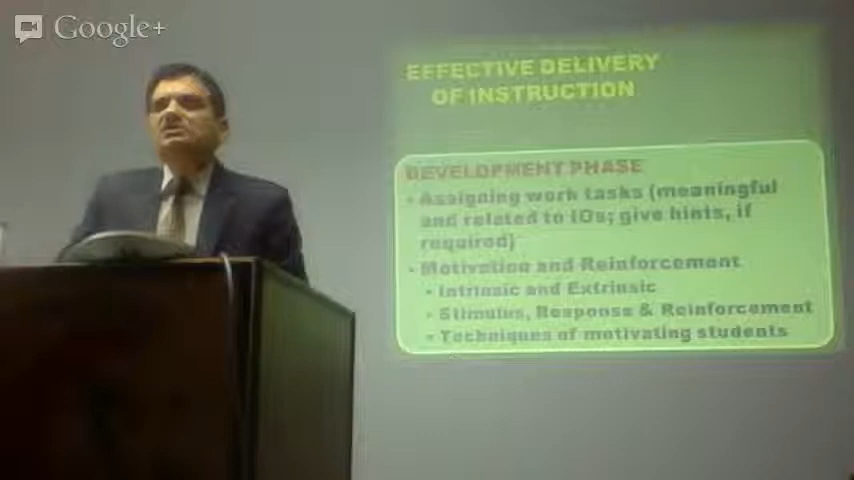 Google+
EFFECTIVE DELIVERY
OF INSTRUCTION
DEVELOPMENT PHASE
• Assigning work tasks (meaningful
and related to IOs; give hints, if
required)
• Motivation and Reinforcement
• Intrinsic and Extrinsic
• Stimulus, Response & Reinforcement
• Techniques of motivating students